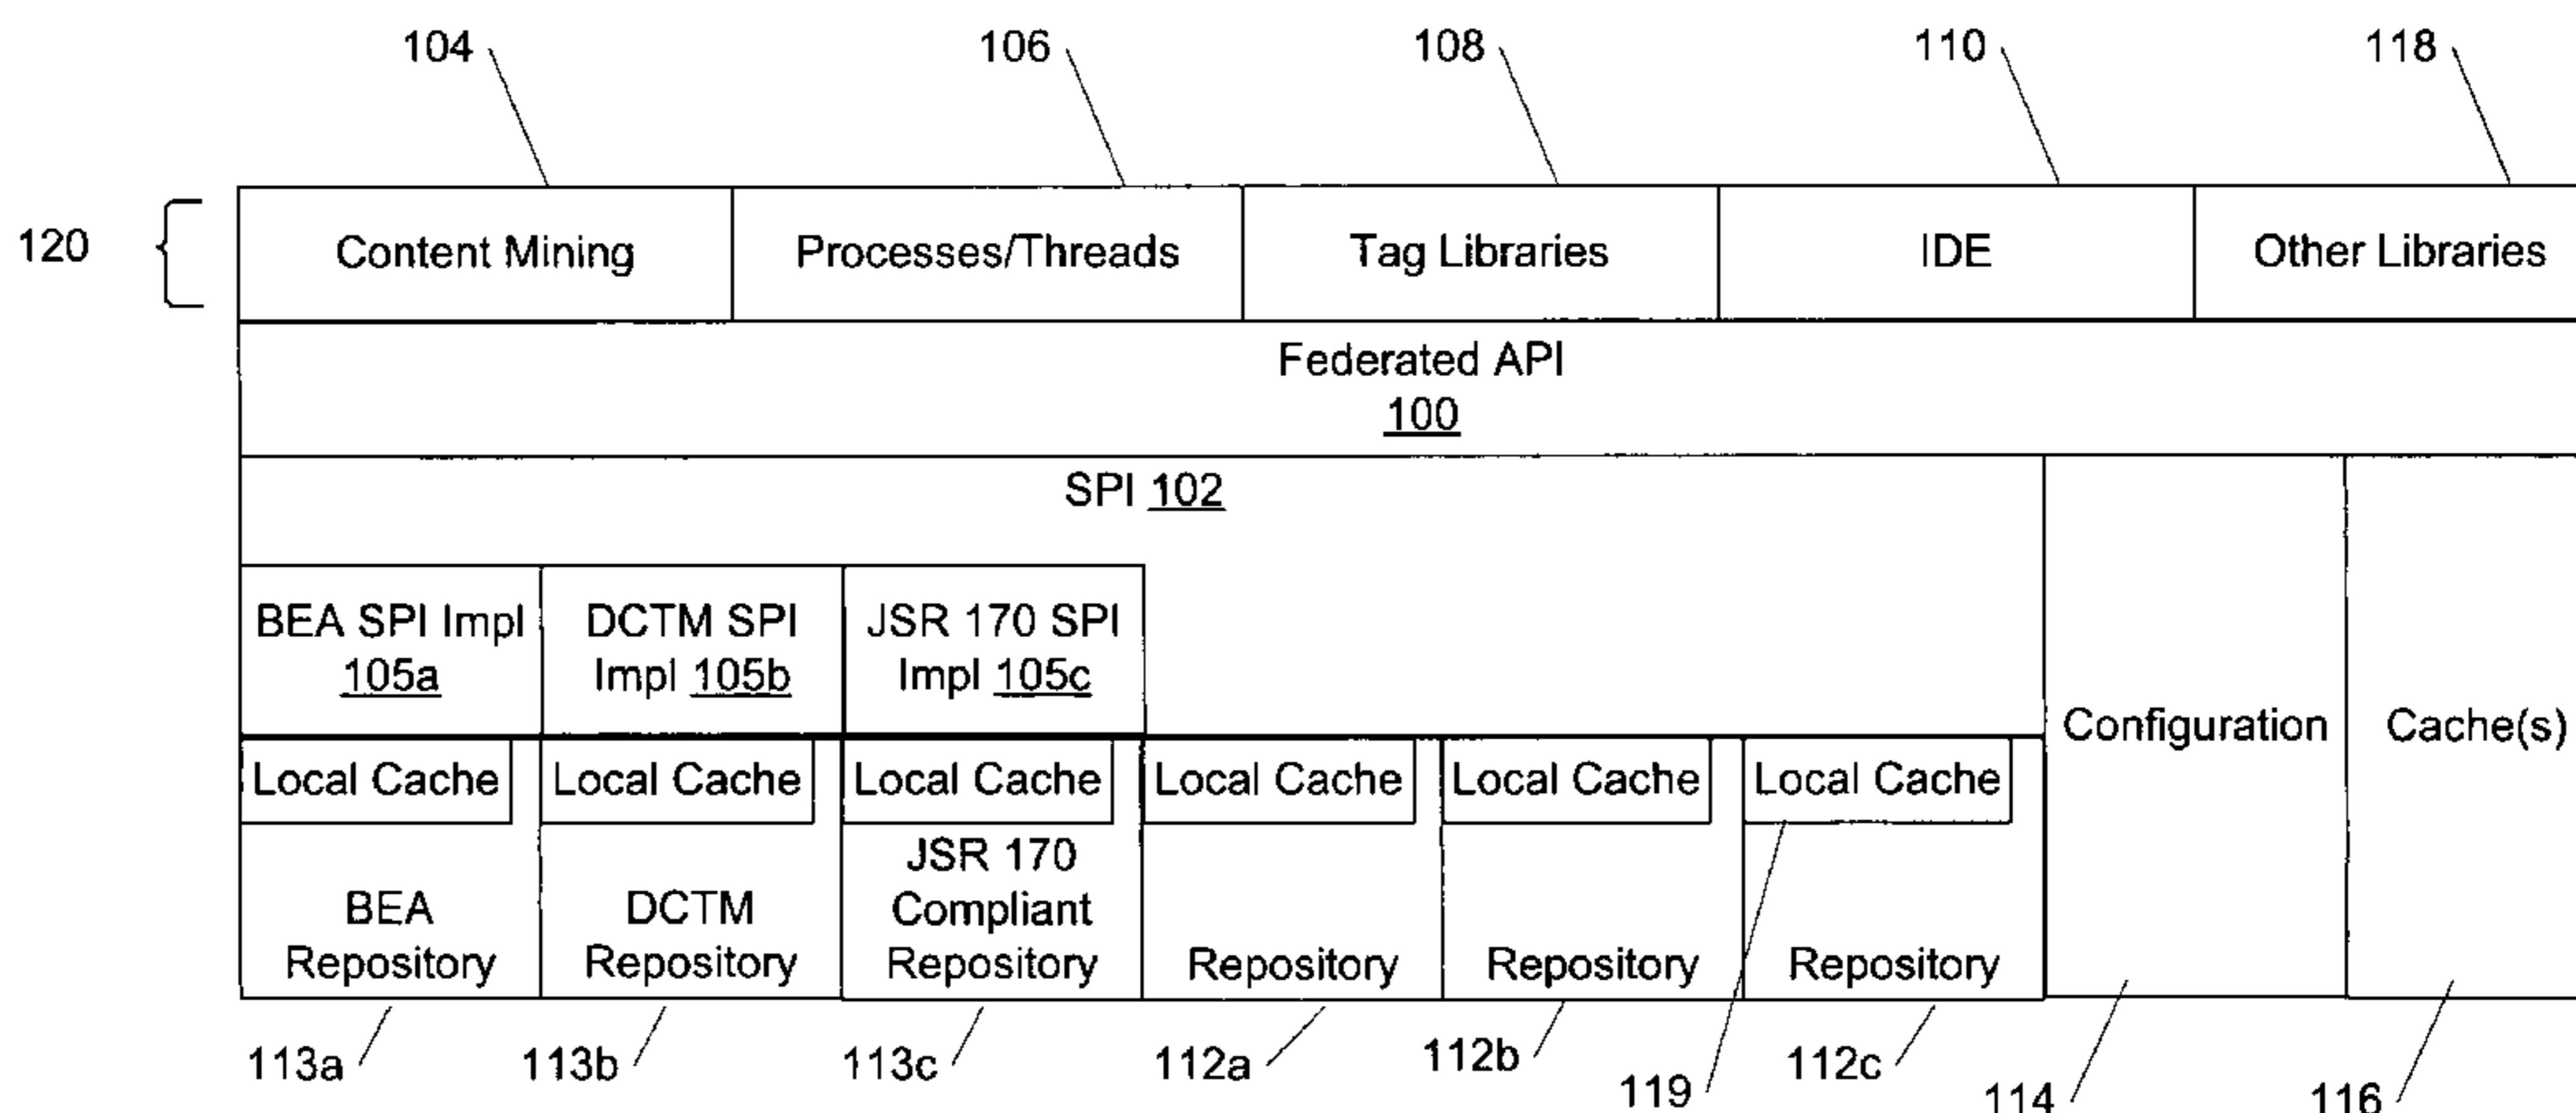 104 106 108 110 118
120 Content Mining Processes/Threads Tag Libraries IDE Other Libraries
Federated API
100
SPI 102
BEA SPI Impl
105a
DCTM SPI
Impl 105b
JSR 170 SPI
Impl 105c
Configuration
Cache(s)
Local Cache Local Cache Local Cache Local Cache Local Cache Local Cache
BEA
Repository
DCTM
Repository
JSR 170
Compliant
Repository
Repository
Repository
Repository
113a 113b 113c 112a 112b 119 112c 114 116